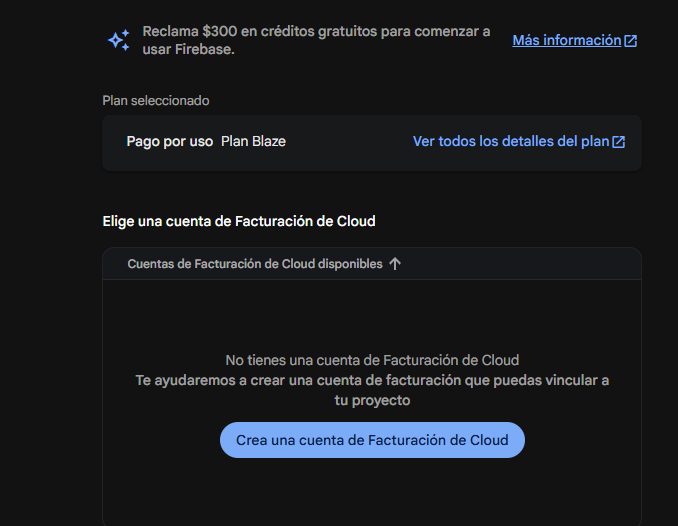 Reclama $300 en créditos gratuitos para comenzar a
usar Firebase.
Más información
Plan seleccionado
Pago por uso Plan Blaze
Ver todos los detalles del plan
Elige una cuenta de Facturación de Cloud
Cuentas de Facturación de Cloud disponibles
No tienes una cuenta de Facturación de Cloud
Te ayudaremos a crear una cuenta de facturación que puedas vincular a
tu proyecto
Crea una cuenta de Facturación de Cloud